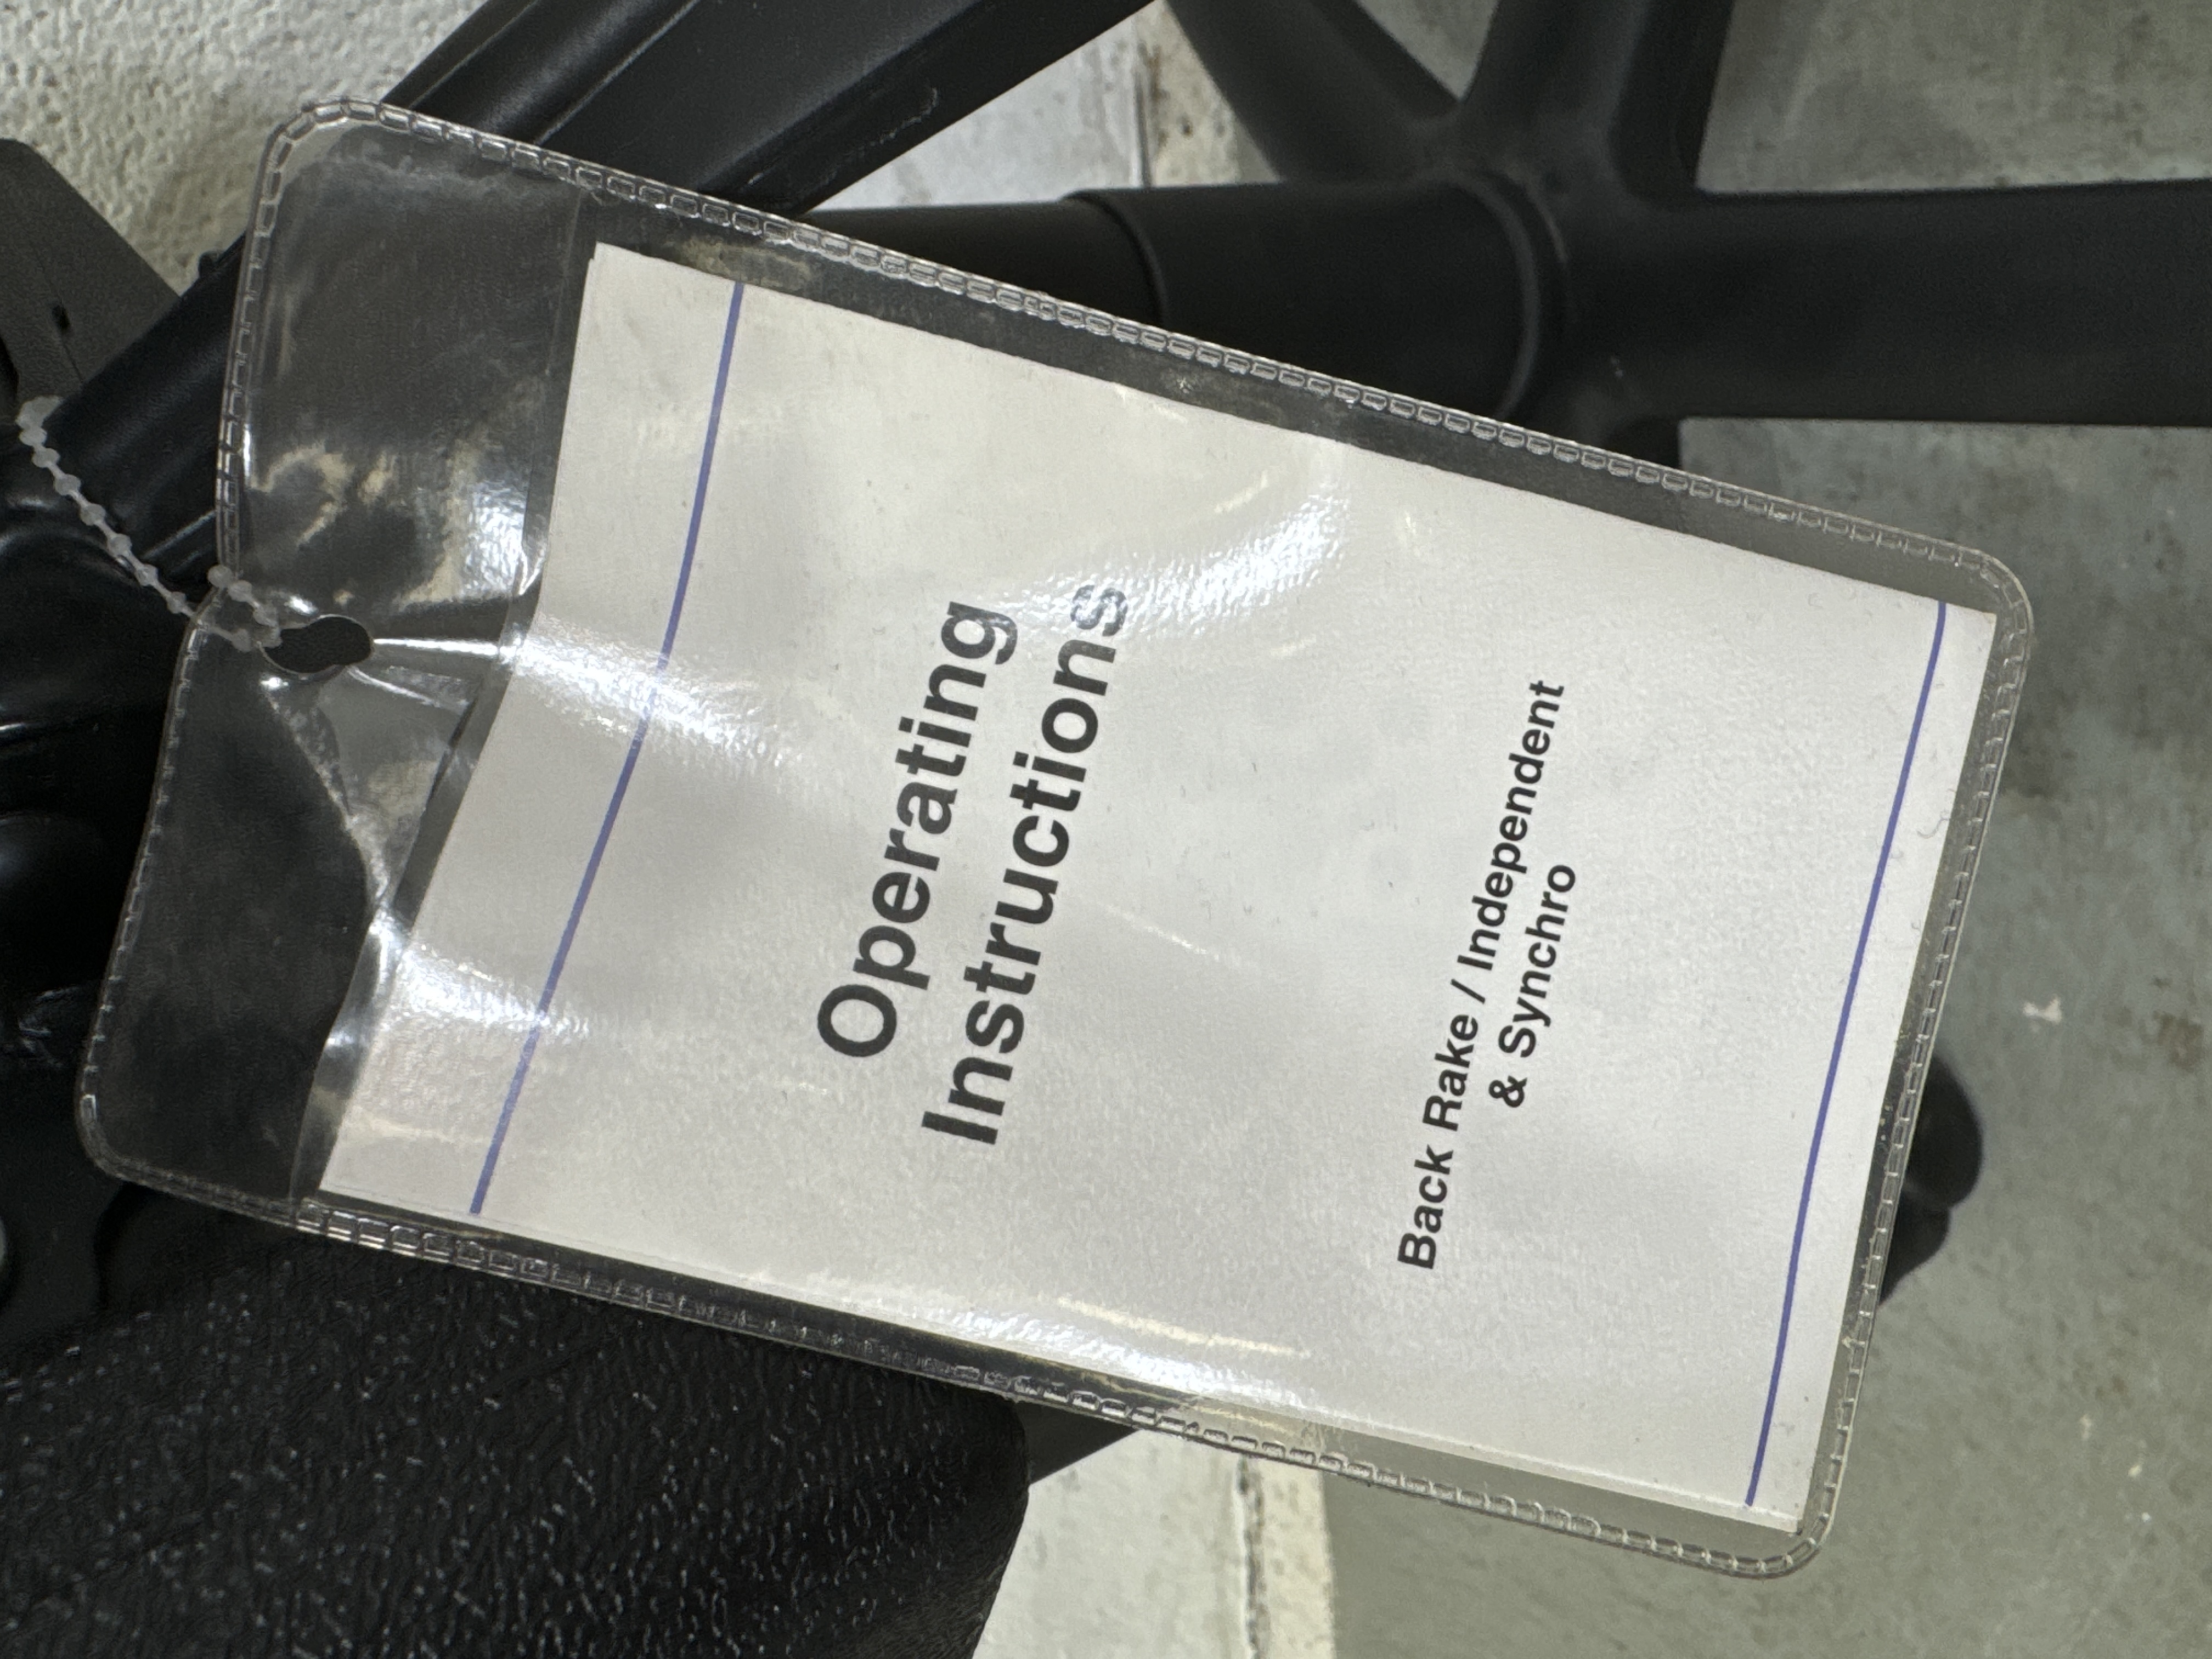 Operating
Instructions
Back Rake / Independent
& Synchro